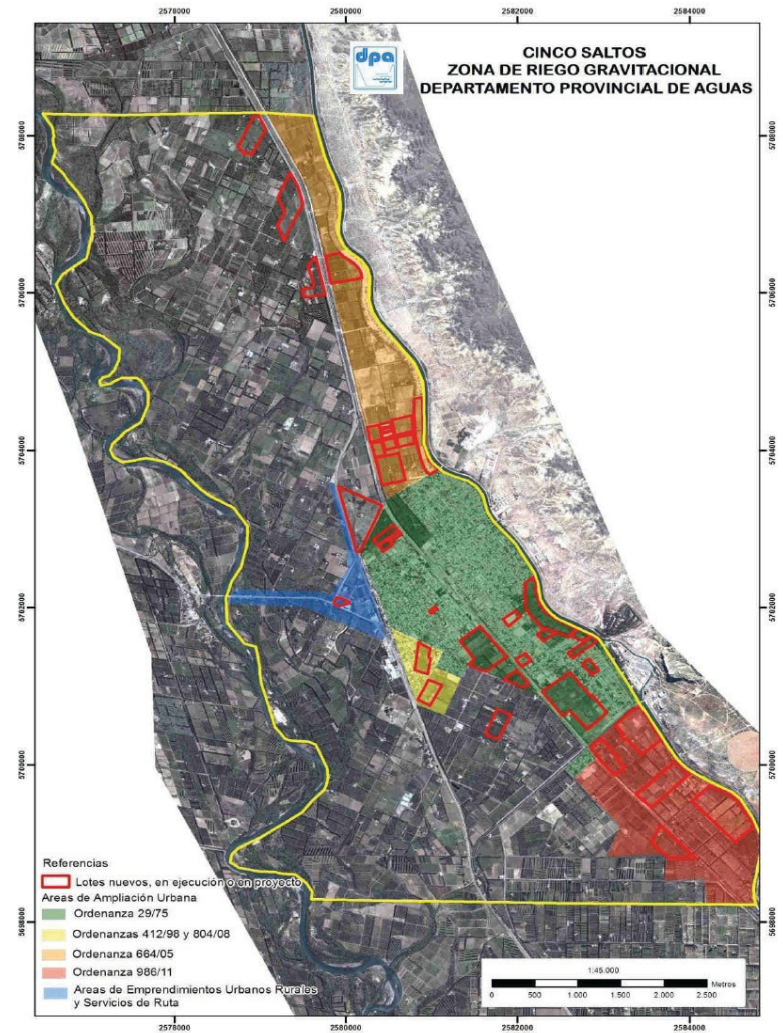 2578000 2580000 2582000 2584000
dpa
CINCO SALTOS
ZONA DE RIEGO GRAVITACIONAL
DEPARTAMENTO PROVINCIAL DE AGUAS
5708000 5708000
5706000 5706000
5704000 5704000
5702000 5702000
5700000 5700000
5698000 5698000
Referencias
Lotes nuevos, en ejecución o en proyecto
Areas de Ampliación Urbana
Ordenanza 29/75
Ordenanzas 412/98 y 804/08
Ordenanza 664/05
Ordenanza 986/11
Areas de Emprendimientos Urbanos Rurales
y Servicios de Ruta
1:45.000
Metros
0 500 1.000 1.500 2.000 2.500
2578000 2580000 2582000 2584000